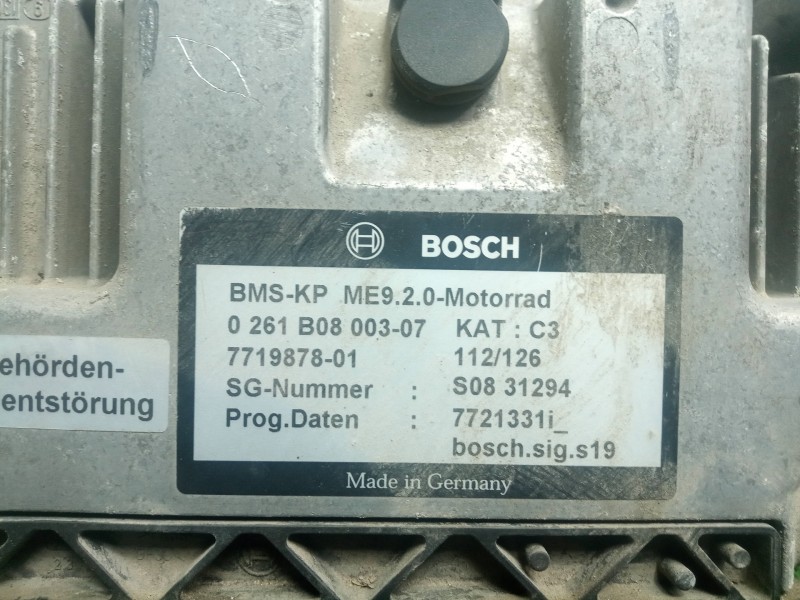 BOSCH
BMS-KP ME9.2.0-Motorrad
0 261 B08 003-07 KAT : C3
7719878-01 112/126
SG-Nummer : S08 31294
Prog.Daten : 7721331i_
bosch.sig.s19
Made in Germany
ehörden-
entstörung